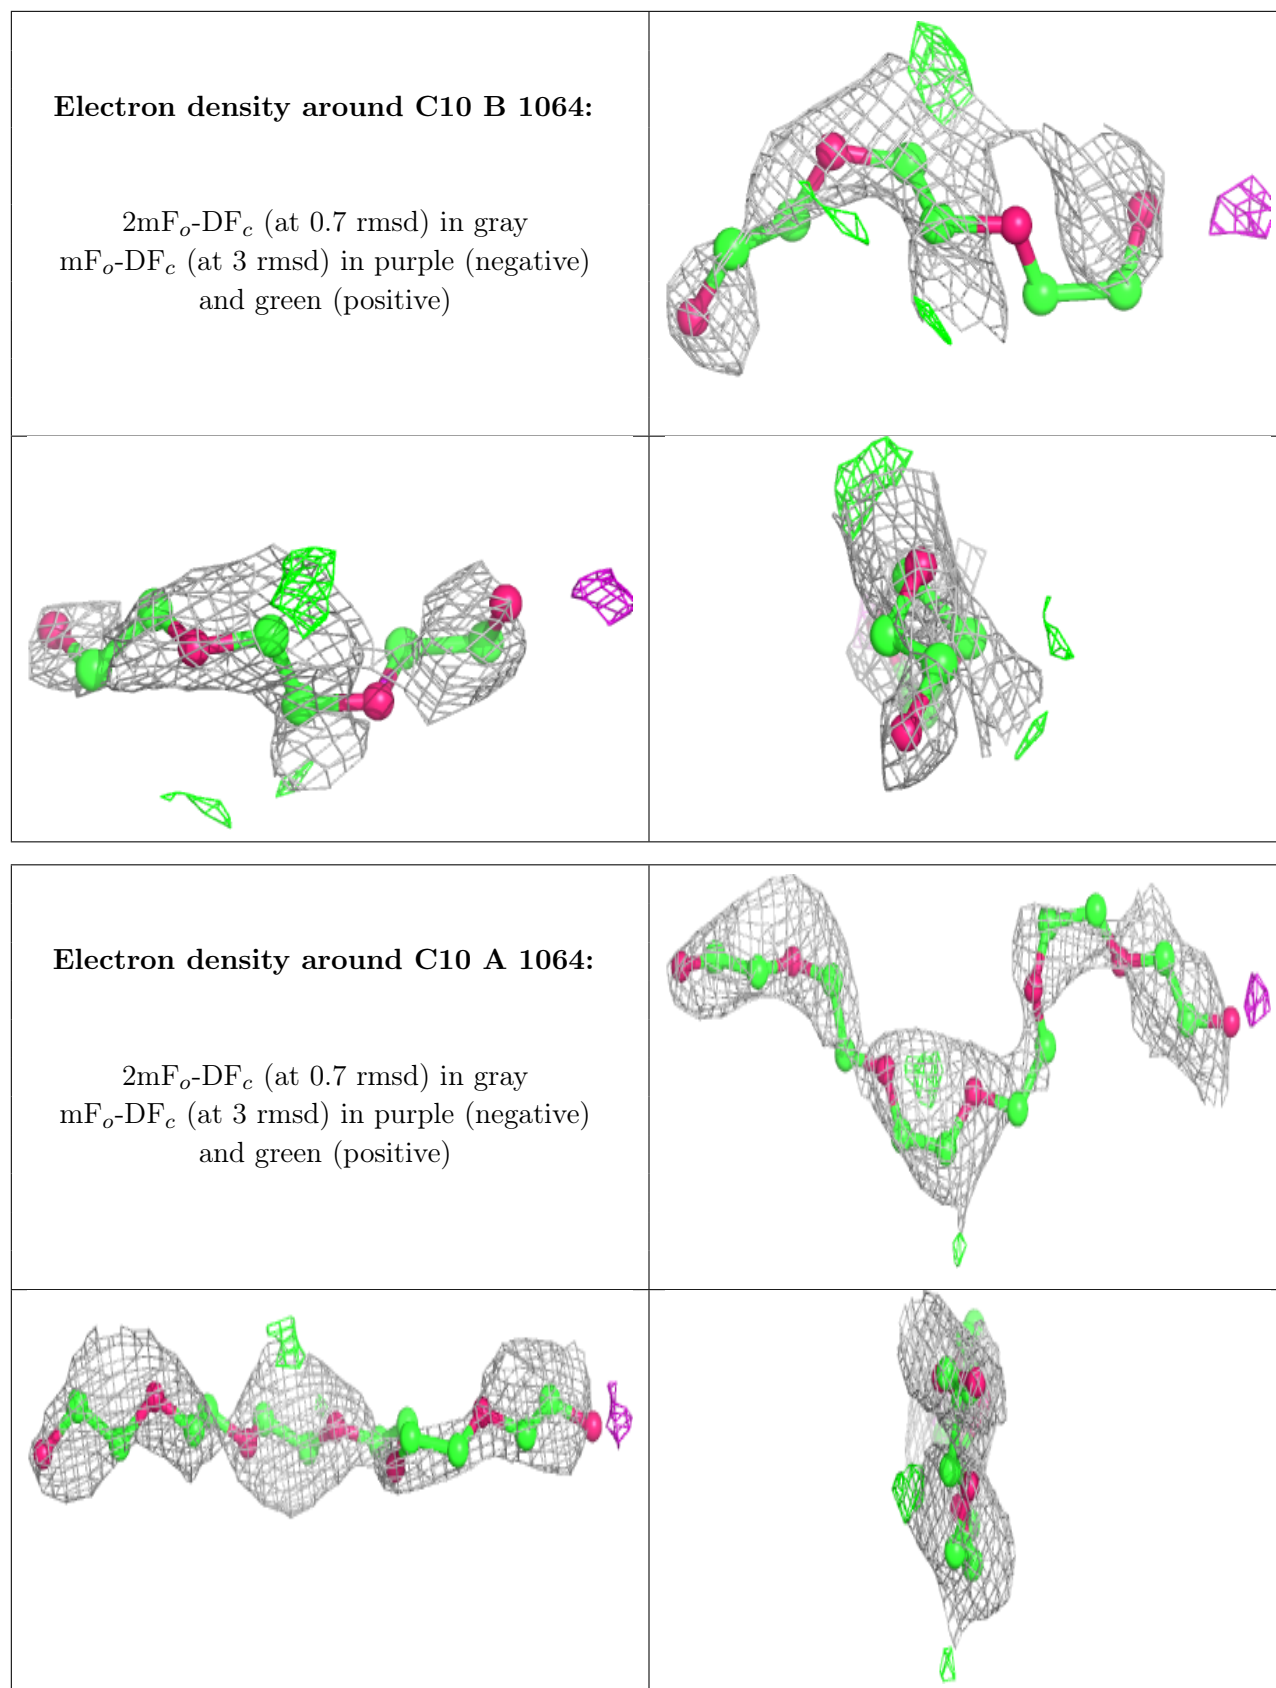 Electron density around C10 B 1064:
2mFo-DFc (at 0.7 rmsd) in gray
mFo-DFc (at 3 rmsd) in purple (negative)
and green (positive)
Electron density around C10 A 1064:
2mFo-DFc (at 0.7 rmsd) in gray
mFo-DFc (at 3 rmsd) in purple (negative)
and green (positive)